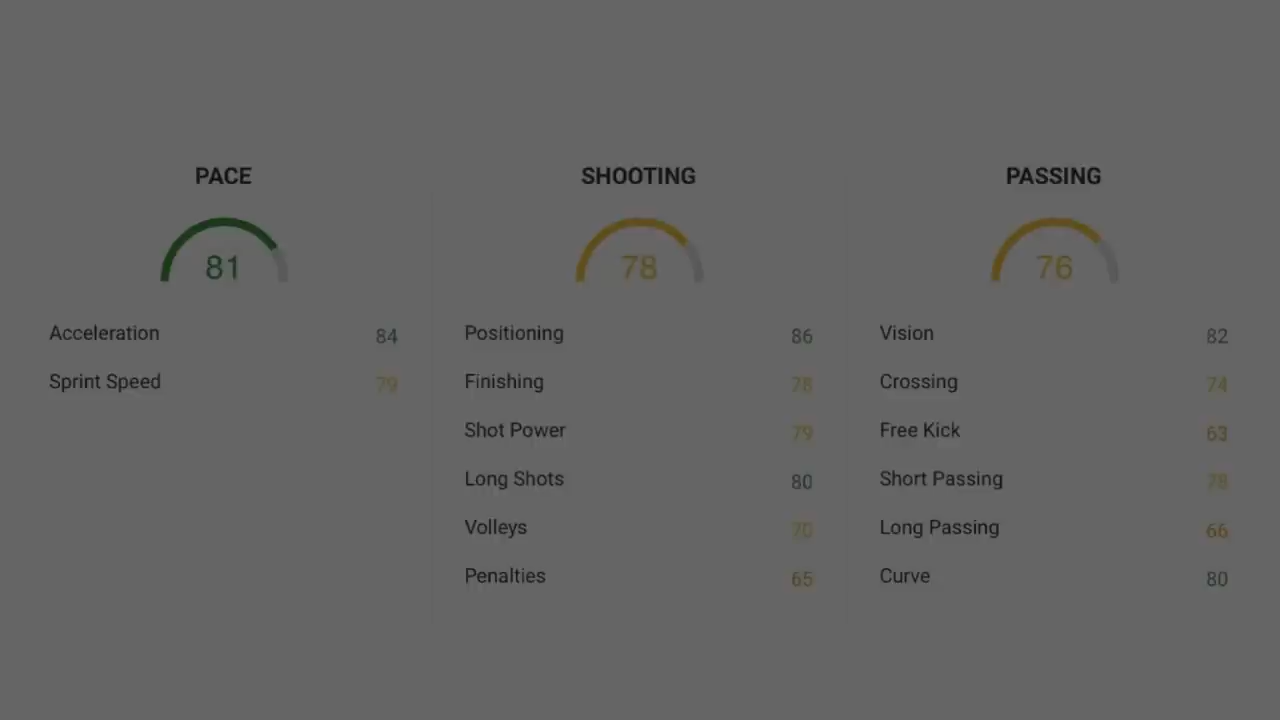 PACE
81
Acceleration 84
Sprint Speed 79
SHOOTING
78
Positioning 86
Finishing 78
Shot Power 79
Long Shots 80
Volleys 70
Penalties 65
PASSING
76
Vision 82
Crossing 74
Free Kick 63
Short Passing 78
Long Passing 66
Curve 80